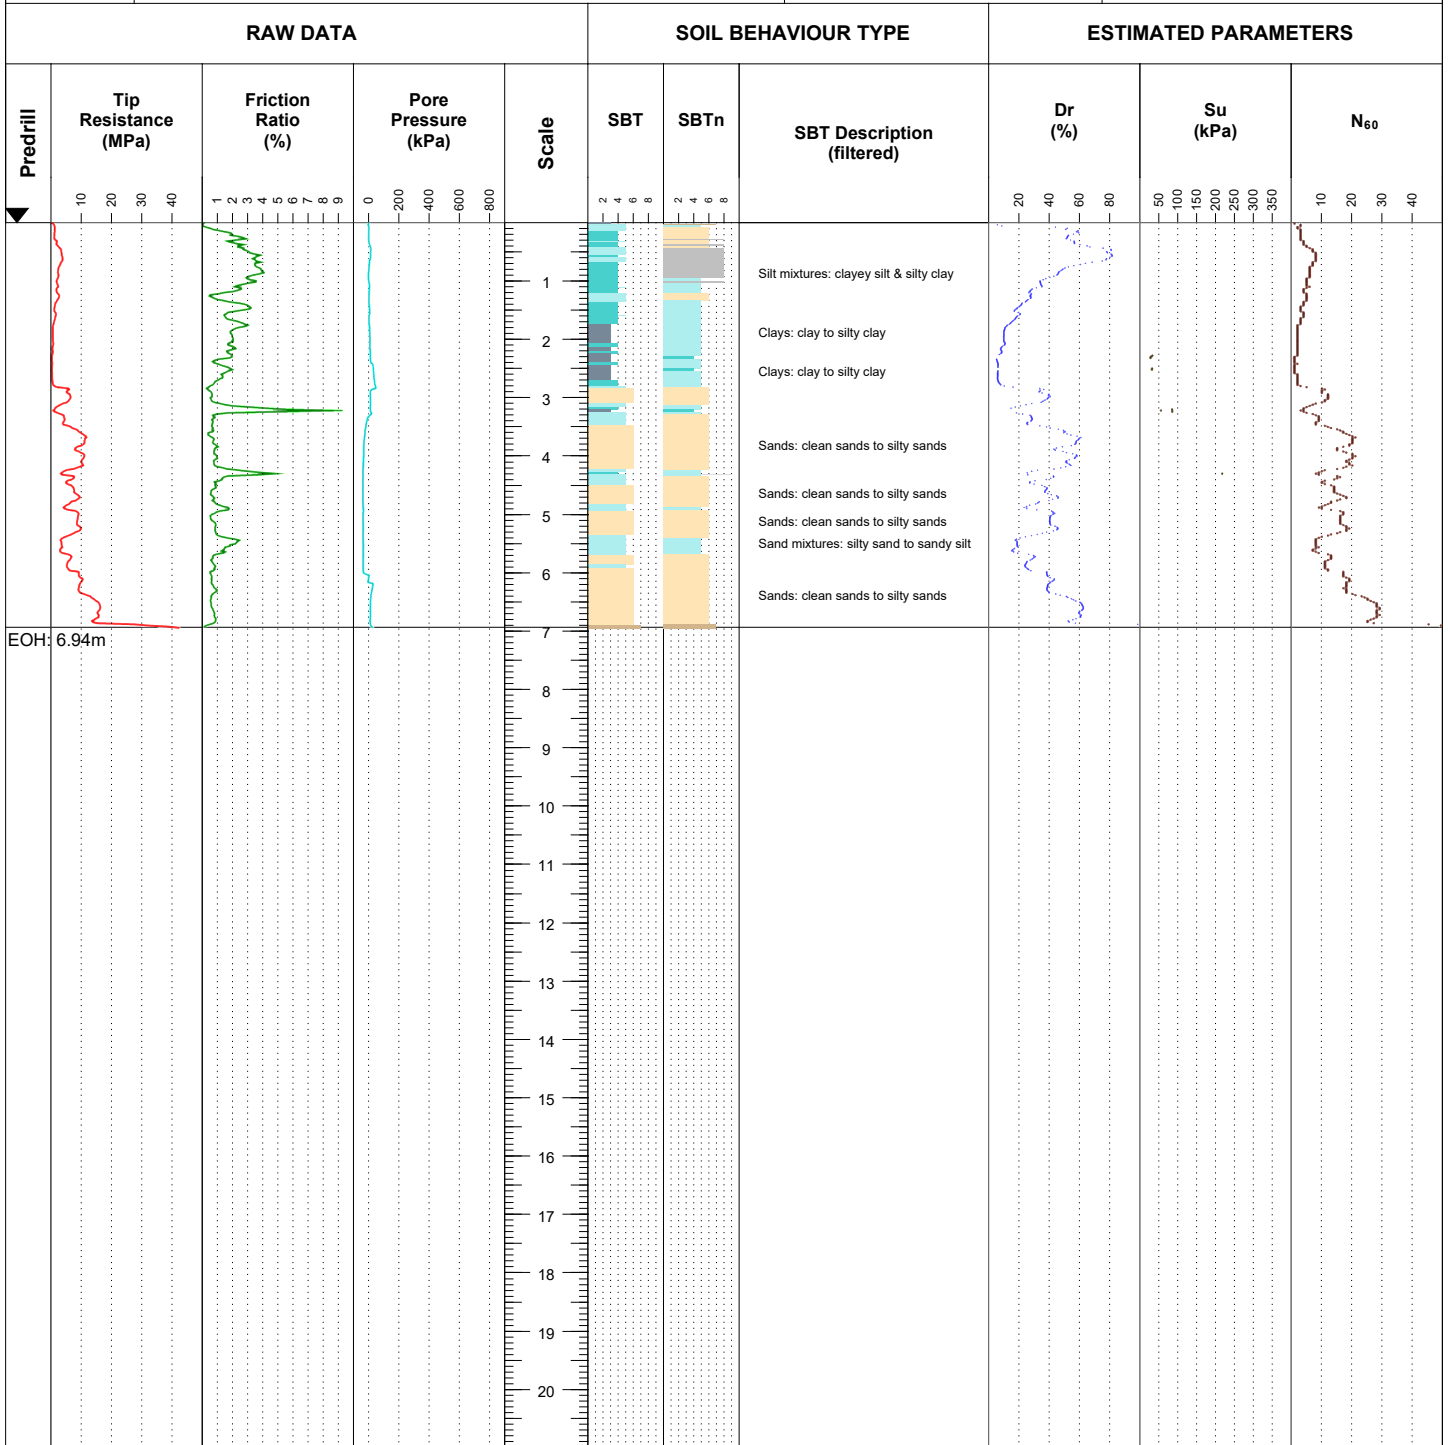 RAW DATA
SOIL BEHAVIOUR TYPE
ESTIMATED PARAMETERS
Predrill
Tip
Resistance
(MPa)
Friction
Ratio
(%)
Pore
Pressure
(kPa)
Scale
SBT
SBTn
SBT Description
(filtered)
Dr
(%)
Su
(kPa)
N60
10 20 30 40
1 2 3 4 5 6 7 8 9
0 200 400 600 800
2 4 6 8
2 4 6 8
20 40 60 80
50 100 150 200 250 300 350
10 20 30 40
Silt mixtures: clayey silt & silty clay
1
Clays: clay to silty clay
2
Clays: clay to silty clay
3
Sands: clean sands to silty sands
4
Sands: clean sands to silty sands
5
Sands: clean sands to silty sands
Sand mixtures: silty sand to sandy silt
6
Sands: clean sands to silty sands
7
EOH: 6.94m
8
9
10
11
12
13
14
15
16
17
18
19
20